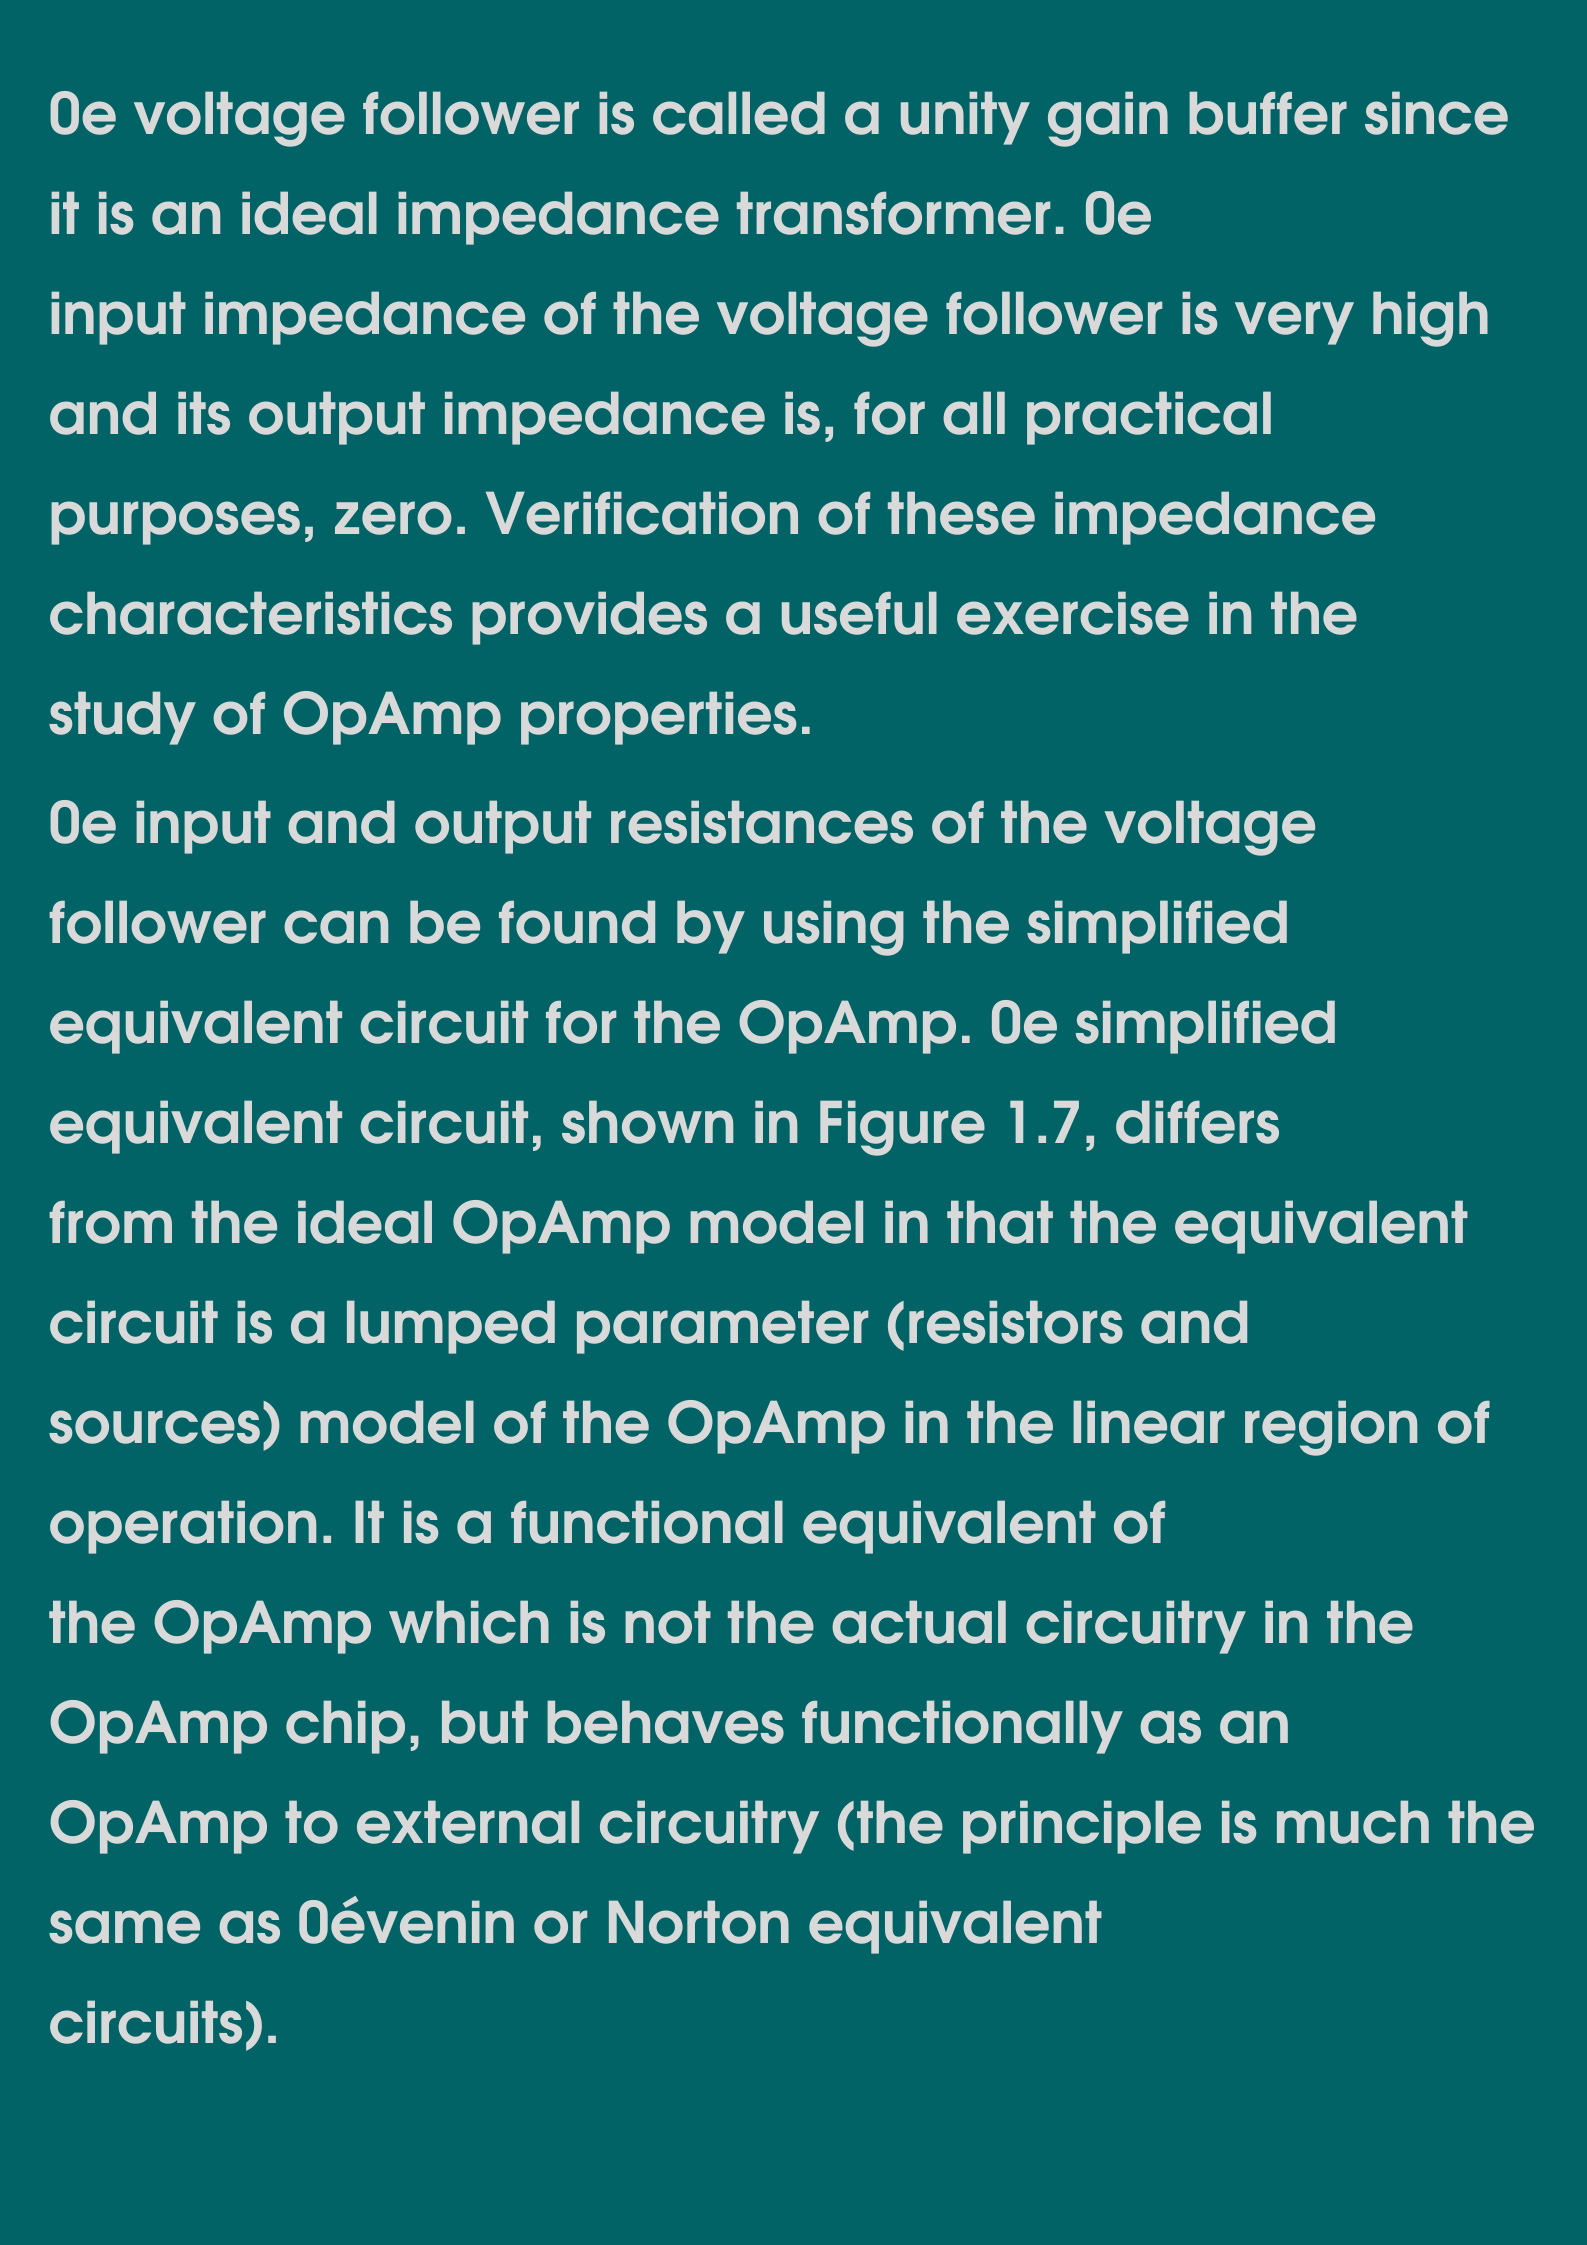 0e voltage follower is called a unity gain buffer since
it is an ideal impedance transformer. 0e
input impedance of the voltage follower is very high
and its output impedance is, for all practical
purposes, zero. Verification of these impedance
characteristics provides a useful exercise in the
study of OpAmp properties.
0e input and output resistances of the voltage
follower can be found by using the simplified
equivalent circuit for the OpAmp. 0e simplified
equivalent circuit, shown in Figure 1.7, differs
from the ideal OpAmp model in that the equivalent
circuit is a lumped parameter (resistors and
sources) model of the OpAmp in the linear region of
operation. It is a functional equivalent of
the OpAmp which is not the actual circuitry in the
OpAmp chip, but behaves functionally as an
OpAmp to external circuitry (the principle is much the
same as 0évenin or Norton equivalent
circuits).